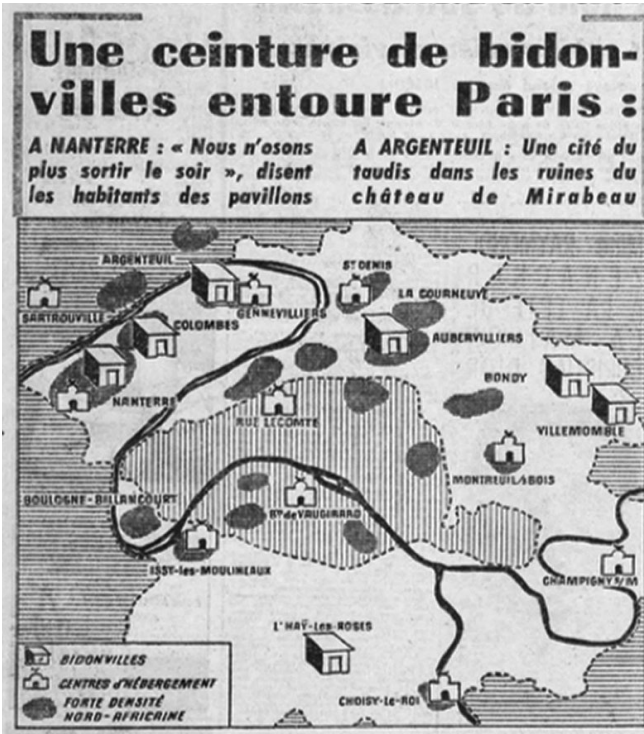 Une ceinture de bidon-
villes entoure Paris :
A NANTERRE : « Nous n'osons
plus sortir le soir », disent
les habitants des pavillons
A ARGENTEUIL : Une cité du
taudis dans les ruines du
château de Mirabeau
ARGENTEUIL
ST DENIS
SARTROUVILLE
GENNEVILLIERS
LA COURNEUVE
COLOMBES
AUBERVILLIERS
BONDY
NANTERRE
RUE LECOMTE
VILLEMOMBLE
MONTREUIL s/BOIS
BOULOGNE-BILLANCOURT
Bd de VAUGIRARD
ISSY-les-MOULINEAUX
CHAMPIGNY s/M
L'HAŸ-les-ROSES
CHOISY-le-ROI
BIDONVILLES
CENTRES d'HÉBERGEMENT
FORTE DENSITÉ
NORD-AFRICAINE